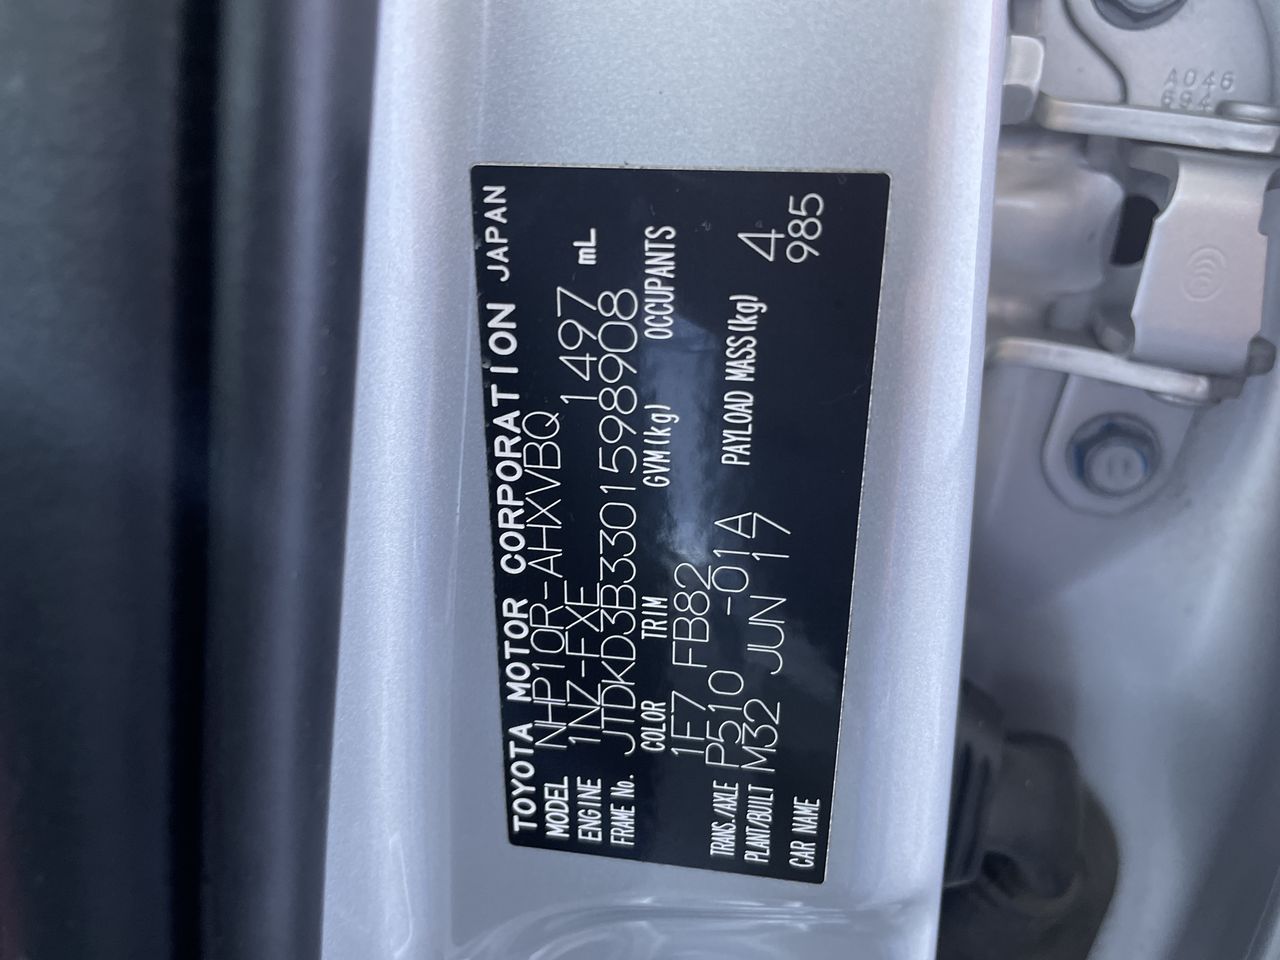 TOYOTA MOTOR CORPORATION JAPAN
MODEL NHP10R-AHXVBQ
ENGINE 1NZ-FXE 1497 mL
FRAME No. JTDKD3B3301598908
COLOR TRIM GVM(kg) OCCUPANTS
1F7 FB82
TRANS./AXLE P510 -01A PAYLOAD MASS(kg) 4
PLANT/BUILT M32 JUN 17 985
CAR NAME
A046
694